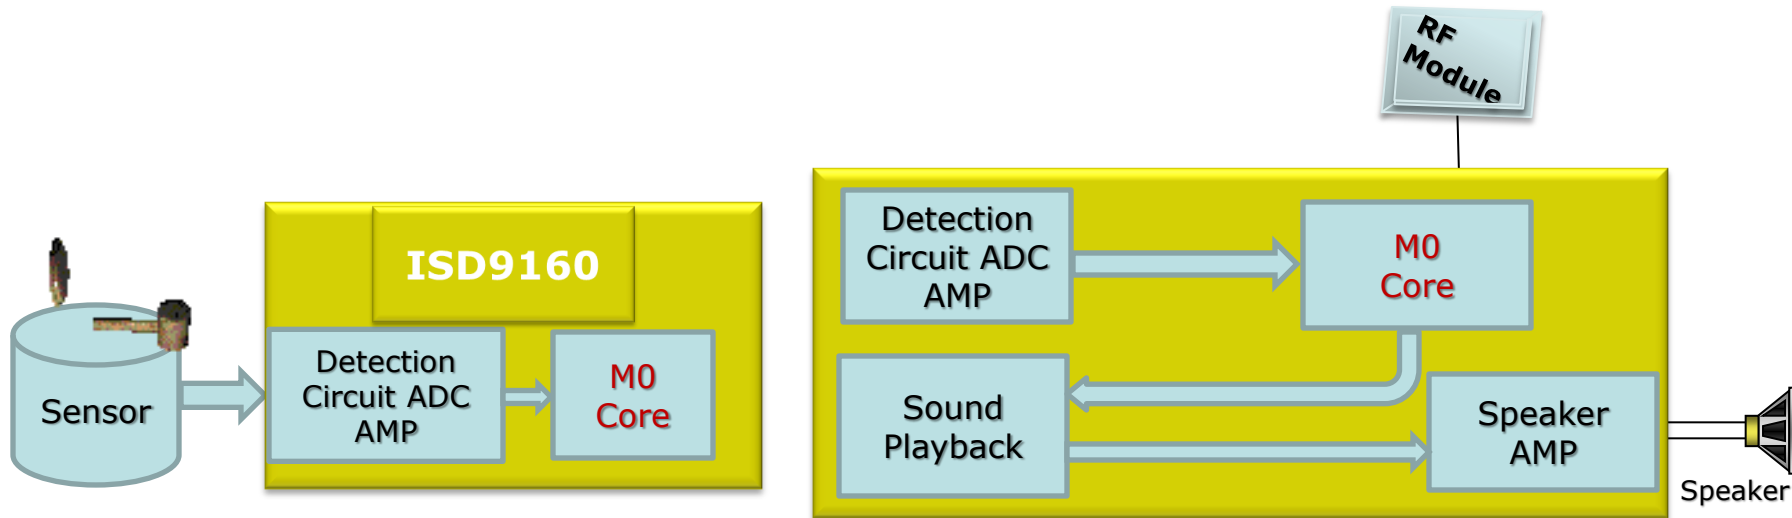 RF
Module
ISD9160
Sensor
Detection
Circuit ADC
AMP
M0
Core
Detection
Circuit ADC
AMP
M0
Core
Sound
Playback
Speaker
AMP
Speaker